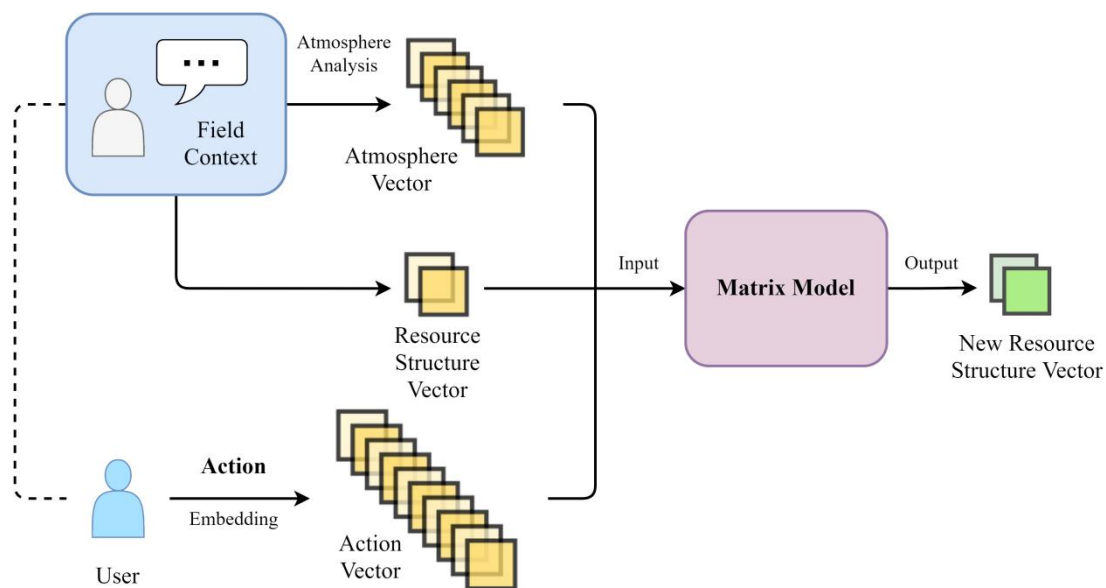 Field
Context
Atmosphere
Analysis
Atmosphere
Vector
Resource
Structure
Vector
Action
Embedding
User
Action
Vector
Input
Matrix Model
Output
New Resource
Structure Vector